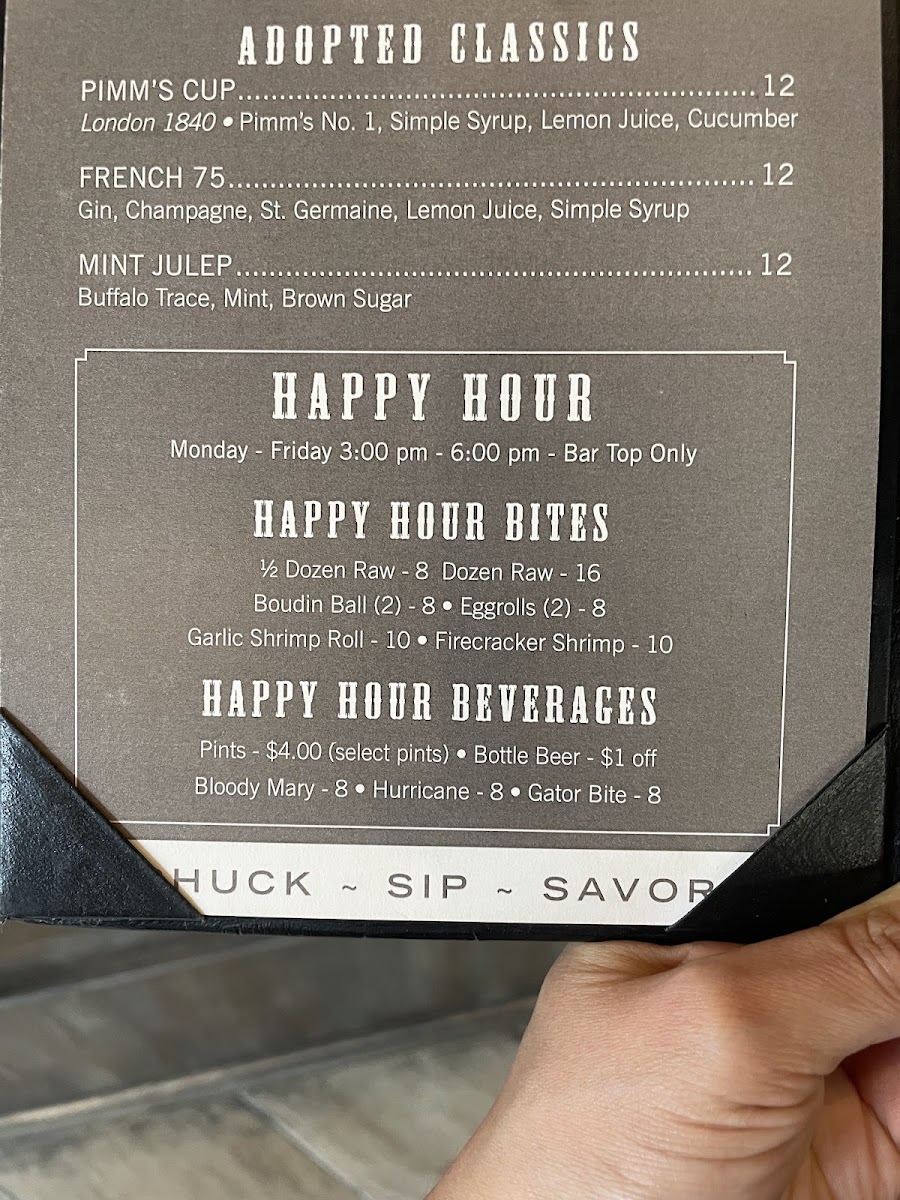 ADOPTED CLASSICS
PIMM'S CUP........................................................... 12
London 1840 • Pimm's No. 1, Simple Syrup, Lemon Juice, Cucumber
FRENCH 75............................................................ 12
Gin, Champagne, St. Germaine, Lemon Juice, Simple Syrup
MINT JULEP........................................................... 12
Buffalo Trace, Mint, Brown Sugar
HAPPY HOUR
Monday - Friday 3:00 pm - 6:00 pm - Bar Top Only
HAPPY HOUR BITES
½ Dozen Raw - 8 Dozen Raw - 16
Boudin Ball (2) - 8 • Eggrolls (2) - 8
Garlic Shrimp Roll - 10 • Firecracker Shrimp - 10
HAPPY HOUR BEVERAGES
Pints - $4.00 (select pints) • Bottle Beer - $1 off
Bloody Mary - 8 • Hurricane - 8 • Gator Bite - 8
HUCK ~ SIP ~ SAVOR